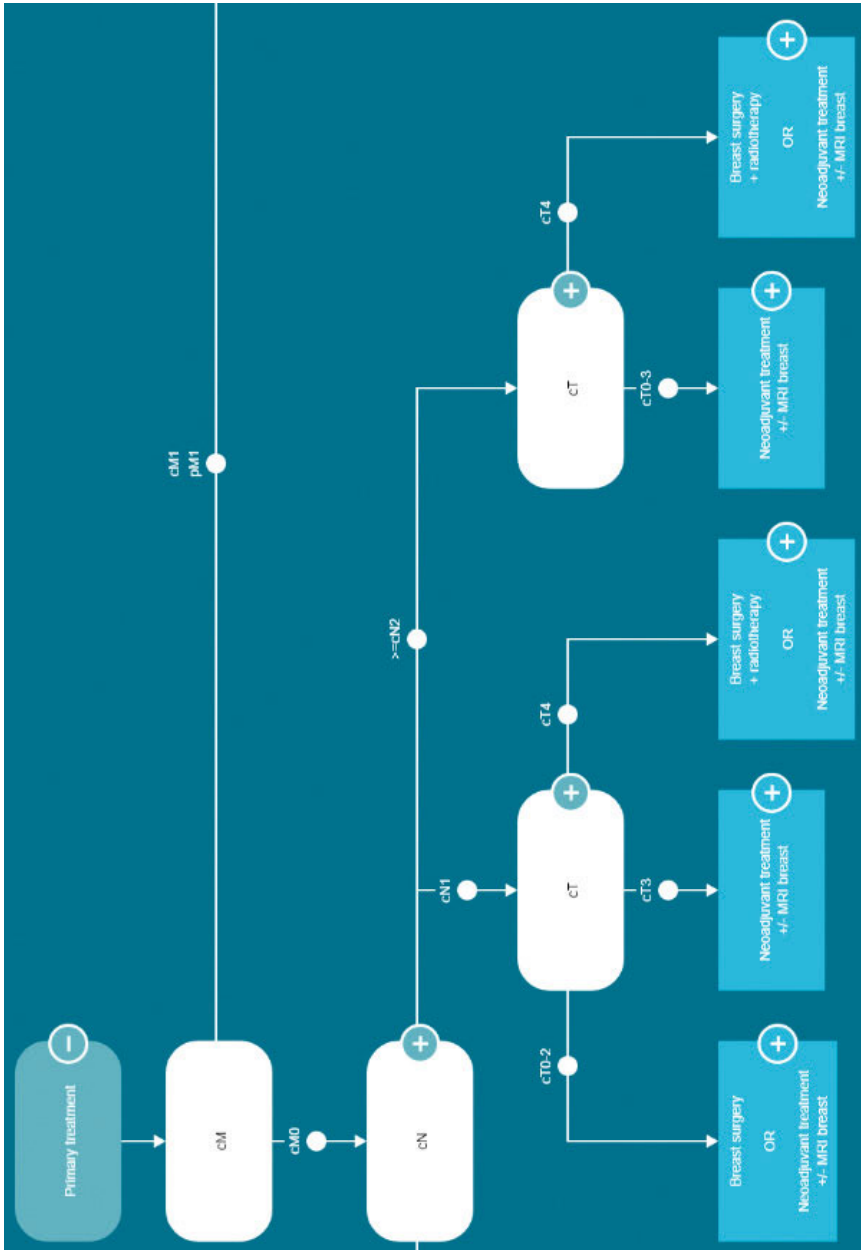 Primary treatment
cM
cM1
pM1
cM0
cN
>=cN2
cN1
cT
cT0-2
cT3
cT4
cT
cT0-3
cT4
Breast surgery
OR
Neoadjuvant treatment
+/- MRI breast
Neoadjuvant treatment
+/- MRI breast
Breast surgery
+ radiotherapy
OR
Neoadjuvant treatment
+/- MRI breast
Neoadjuvant treatment
+/- MRI breast
Breast surgery
+ radiotherapy
OR
Neoadjuvant treatment
+/- MRI breast